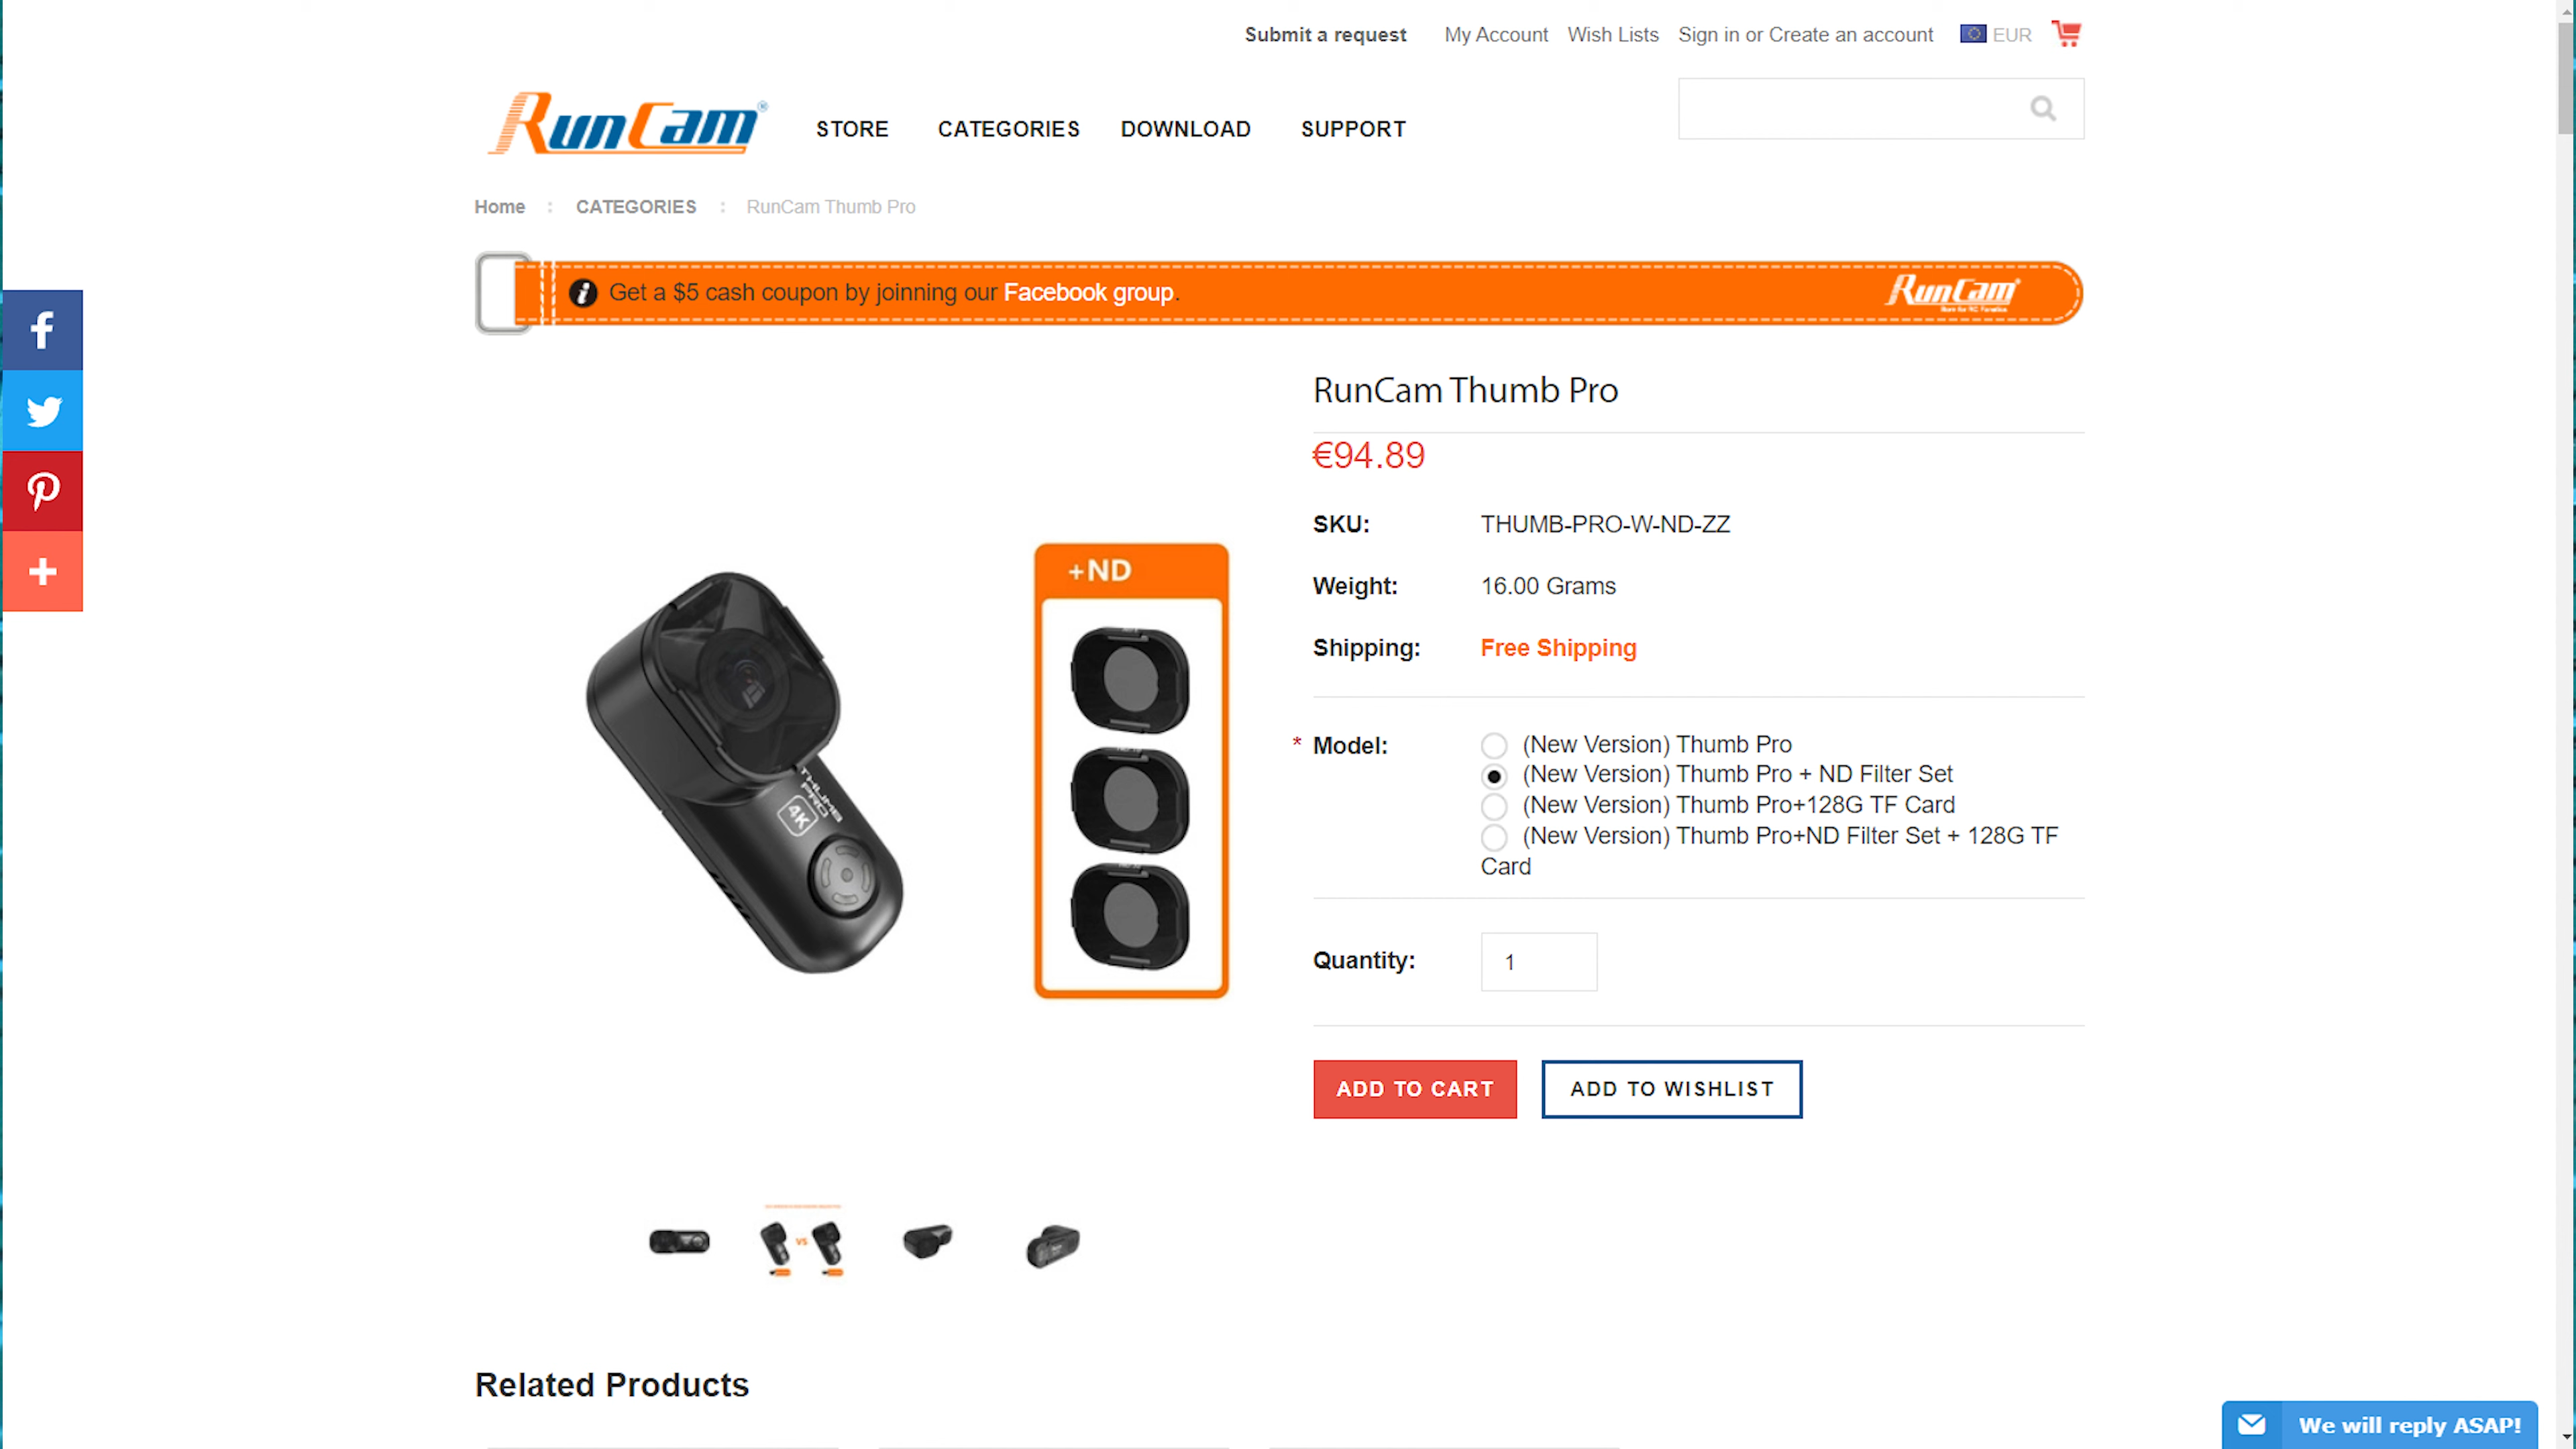 Submit a request My Account Wish Lists Sign in or Create an account EUR
RunCam® STORE CATEGORIES DOWNLOAD SUPPORT
Home : CATEGORIES : RunCam Thumb Pro
Get a $5 cash coupon by joinning our Facebook group. RunCam
RunCam Thumb Pro
€94.89
SKU: THUMB-PRO-W-ND-ZZ
Weight: 16.00 Grams
Shipping: Free Shipping
+ND
THUMB
PRO
4K
* Model: (New Version) Thumb Pro
(New Version) Thumb Pro + ND Filter Set
(New Version) Thumb Pro+128G TF Card
(New Version) Thumb Pro+ND Filter Set + 128G TF
Card
Quantity: 1
ADD TO CART ADD TO WISHLIST
VS
Related Products
We will reply ASAP!